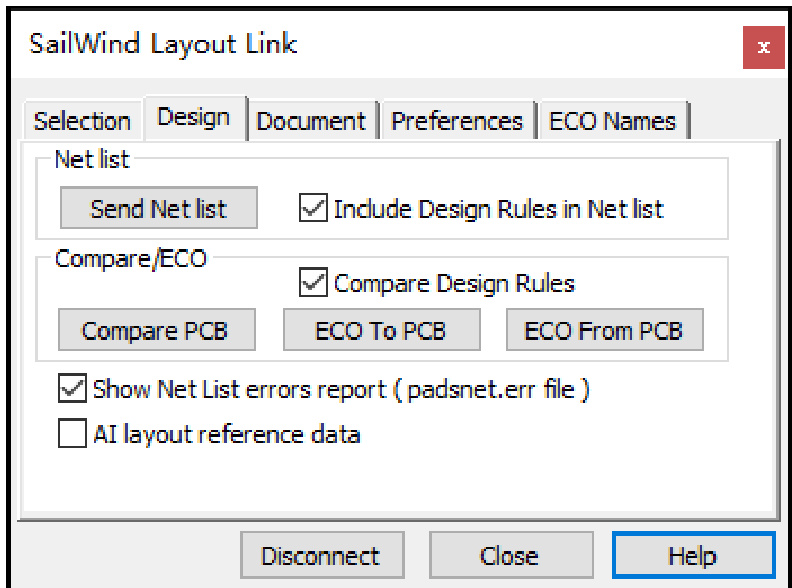 SailWind Layout Link
x
Selection Design Document Preferences ECO Names
Net list
Send Net list Include Design Rules in Net list
Compare/ECO
Compare Design Rules
Compare PCB ECO To PCB ECO From PCB
Show Net List errors report ( padsnet.err file )
AI layout reference data
Disconnect Close Help